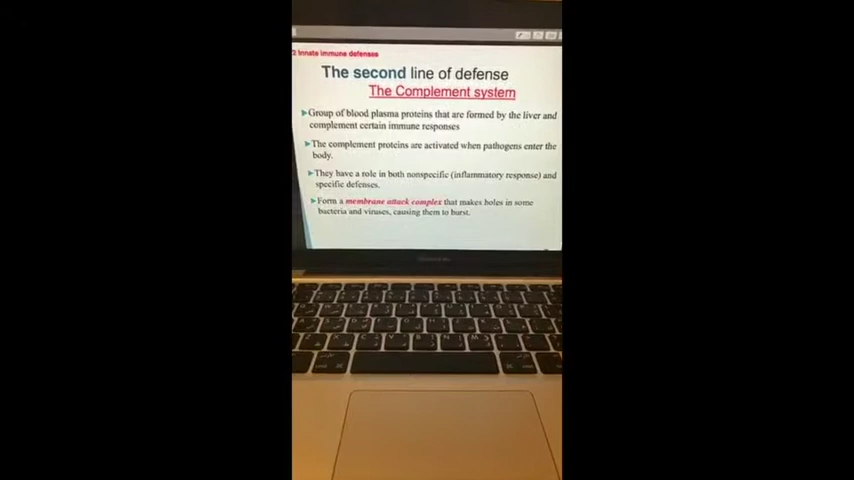 2 Innate immune defenses
The second line of defense
The Complement system
Group of blood plasma proteins that are formed by the liver and
complement certain immune responses
The complement proteins are activated when pathogens enter the
body.
They have a role in both nonspecific (inflammatory response) and
specific defenses.
Form a membrane attack complex that makes holes in some
bacteria and viruses, causing them to burst.